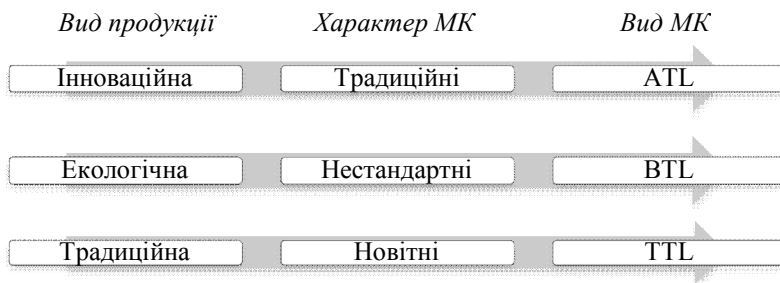 Вид продукції Характер МК Вид МК
Інноваційна Традиційні ATL
Екологічна Нестандартні BTL
Традиційна Новітні TTL